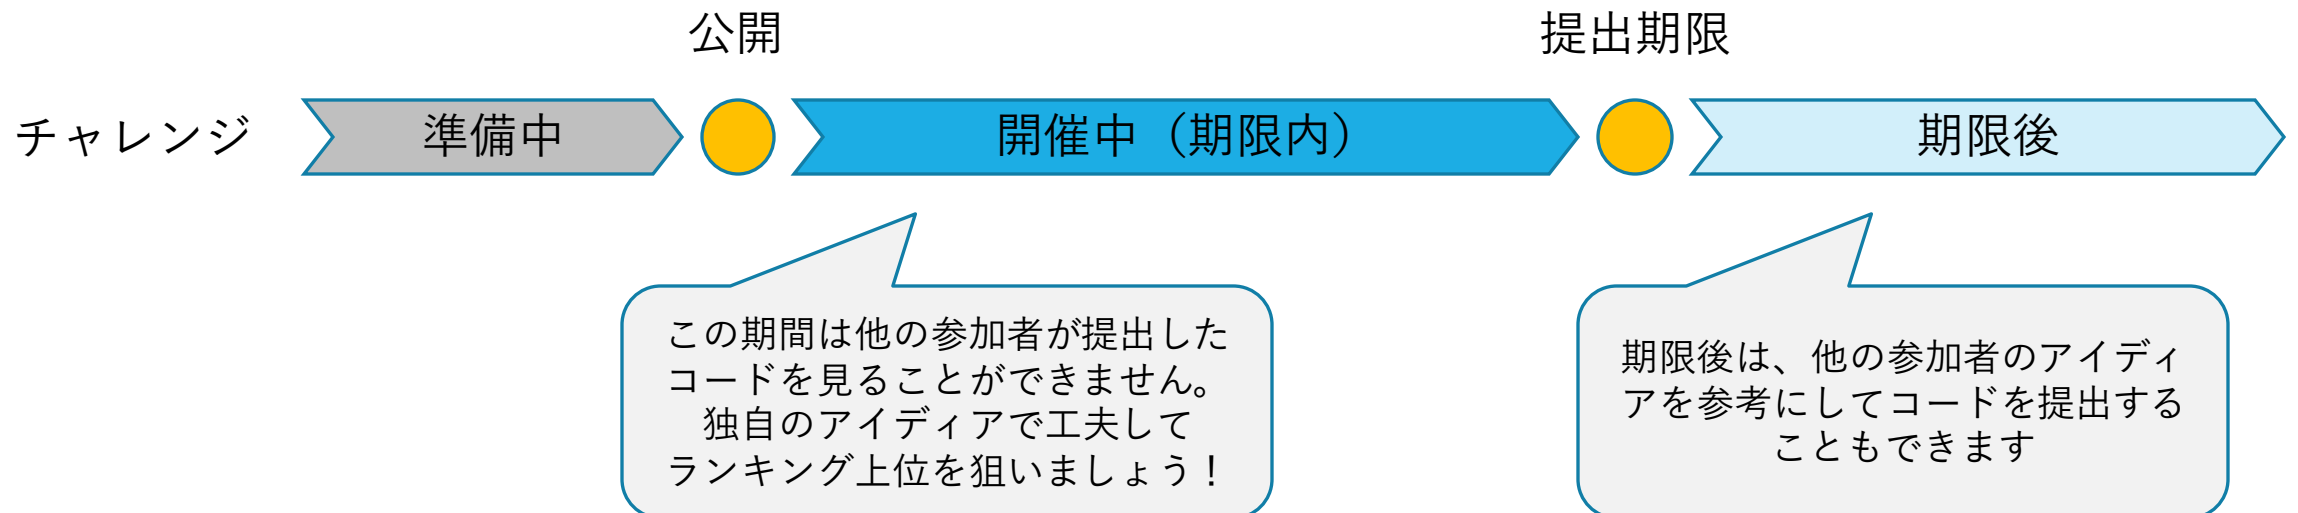 公開
提出期限
チャレンジ
準備中
開催中（期限内）
期限後
この期間は他の参加者が提出した
コードを見ることができません。
独自のアイディアで工夫して
ランキング上位を狙いましょう！
期限後は、他の参加者のアイディ
アを参考にしてコードを提出する
こともできます